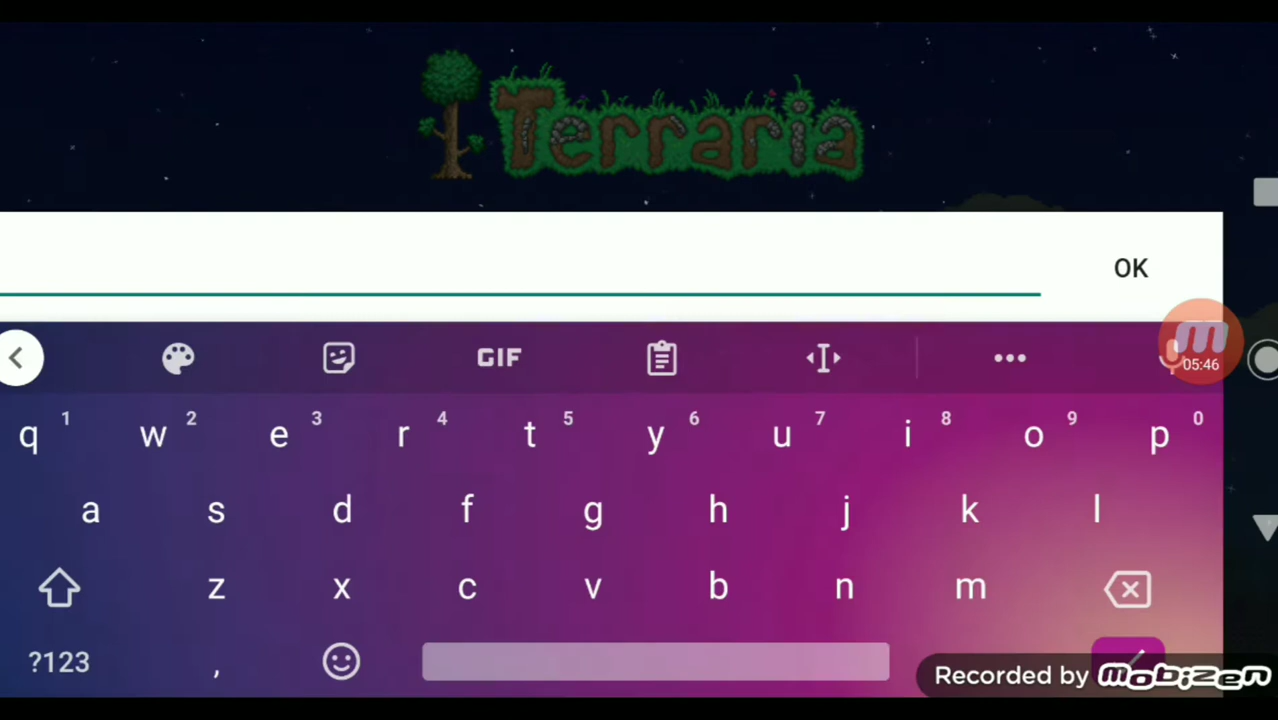 Terraria
OK
05:46
GIF
q 1 w 2 e 3 r 4 t 5 y 6 u 7 i 8 o 9 p 0
a s d f g h j k l
z x c v b n m
?123 ,
Recorded by mobizen